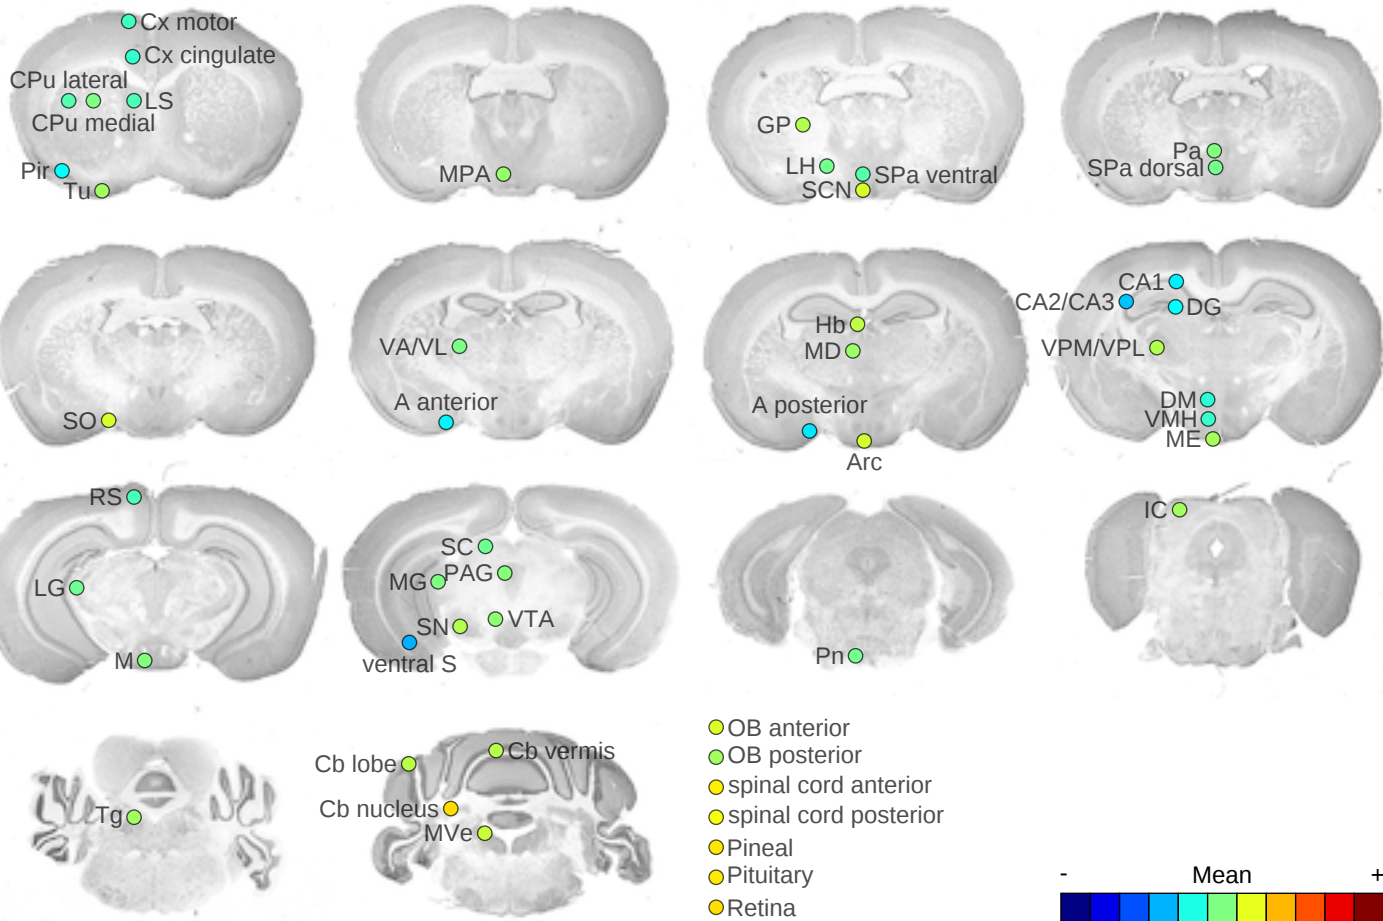 Cx motor
Cx cingulate
CPu lateral
LS
CPu medial
Pir
Tu
MPA
GP
LH
SPa ventral
SCN
Pa
SPa dorsal
SO
VA/VL
A anterior
Hb
MD
A posterior
Arc
CA1
CA2/CA3
DG
VPM/VPL
DM
VMH
ME
RS
LG
M
SC
MG
PAG
SN
VTA
ventral S
Pn
IC
Tg
Cb lobe
Cb vermis
Cb nucleus
MVe
OB anterior
OB posterior
spinal cord anterior
spinal cord posterior
Pineal
Pituitary
Retina
- Mean +